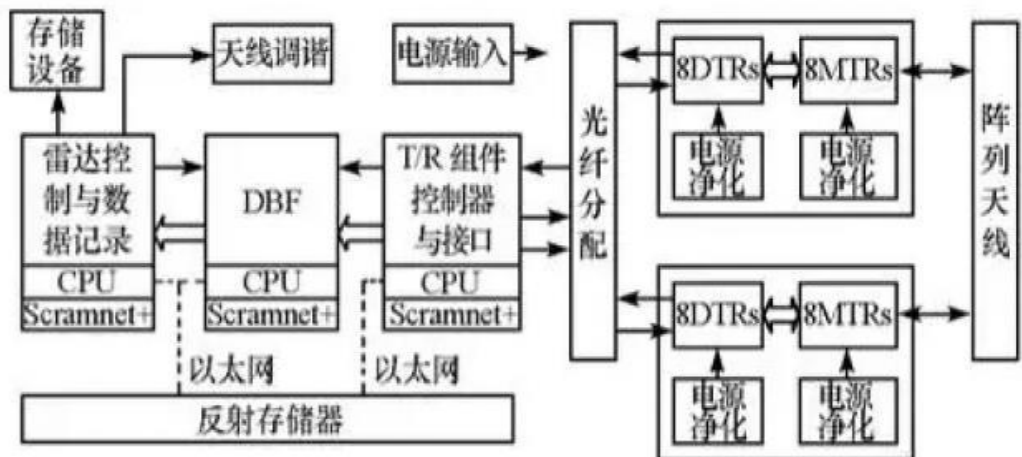 存储
设备
天线调谐
电源输入
雷达控
制与数
据记录
CPU
Scramnet+
DBF
CPU
Scramnet+
T/R 组件
控制器
与接口
CPU
Scramnet+
以太网
以太网
反射存储器
光
纤
分
配
8DTRs
8MTRs
电源
净化
电源
净化
8DTRs
8MTRs
电源
净化
电源
净化
阵
列
天
线